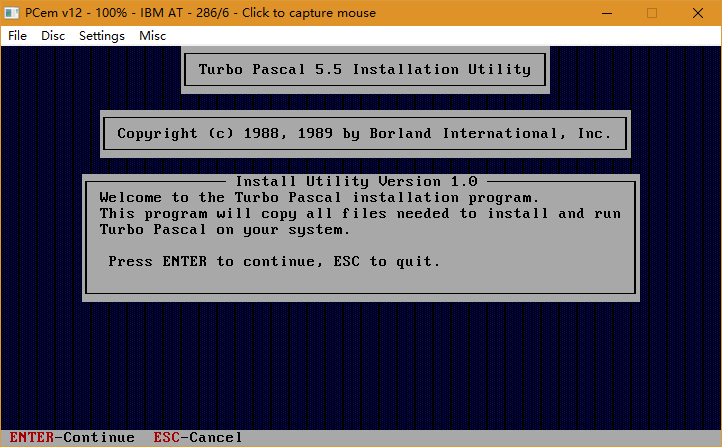 PCem v12 - 100% - IBM AT - 286/6 - Click to capture mouse
File Disc Settings Misc
Turbo Pascal 5.5 Installation Utility
Copyright (c) 1988, 1989 by Borland International, Inc.
Install Utility Version 1.0
Welcome to the Turbo Pascal installation program.
This program will copy all files needed to install and run
Turbo Pascal on your system.
Press ENTER to continue, ESC to quit.
ENTER-Continue ESC-Cancel